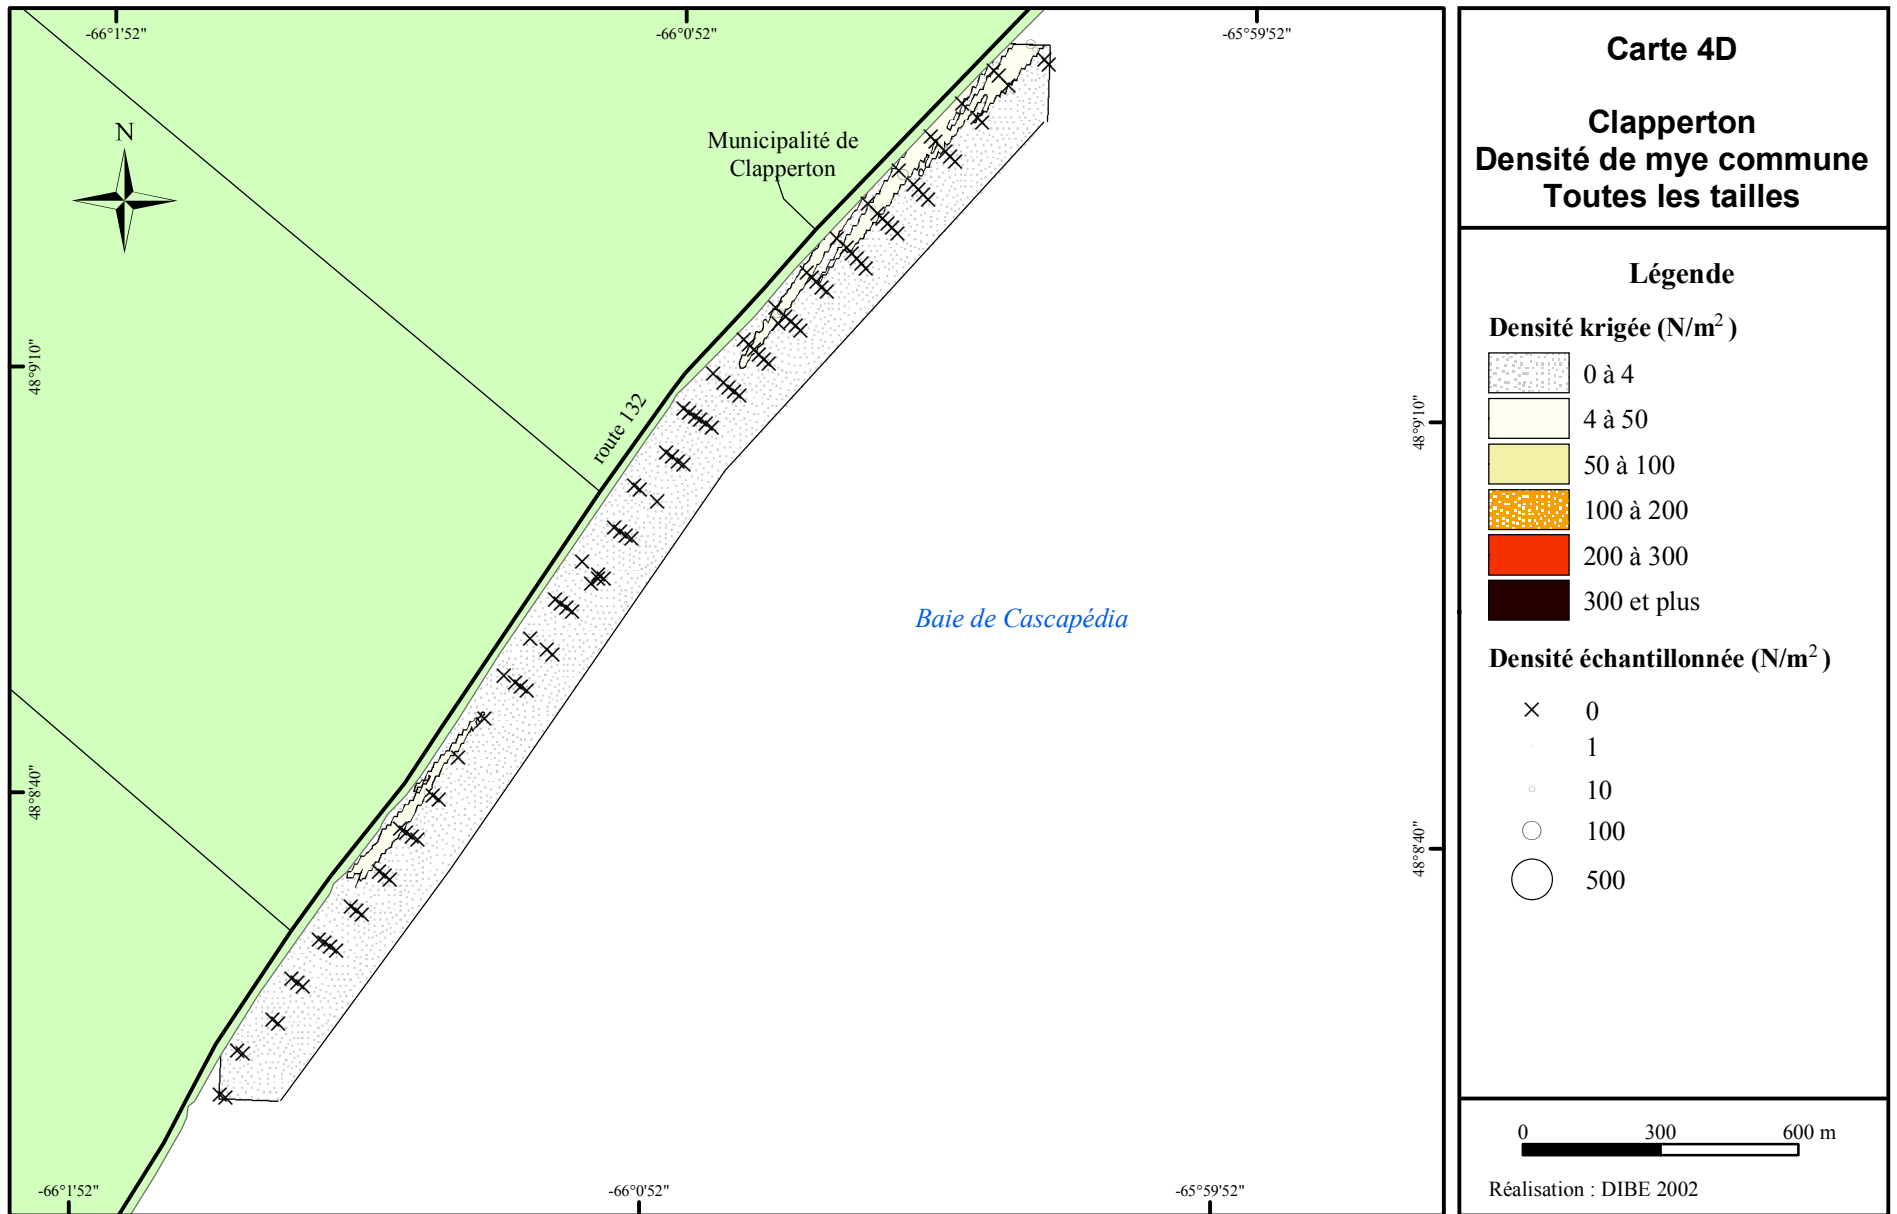 -66°1'52"
-66°0'52"
-65°59'52"
N
Municipalité de
Clapperton
48°9'10"
route 132
48°9'10"
Baie de Cascapédia
48°8'40"
48°8'40"
-66°1'52"
-66°0'52"
-65°59'52"
Carte 4D
Clapperton
Densité de mye commune
Toutes les tailles
Légende
Densité krigée (N/m²)
0 à 4
4 à 50
50 à 100
100 à 200
200 à 300
300 et plus
Densité échantillonnée (N/m²)
0
1
10
100
500
0 300 600 m
Réalisation : DIBE 2002